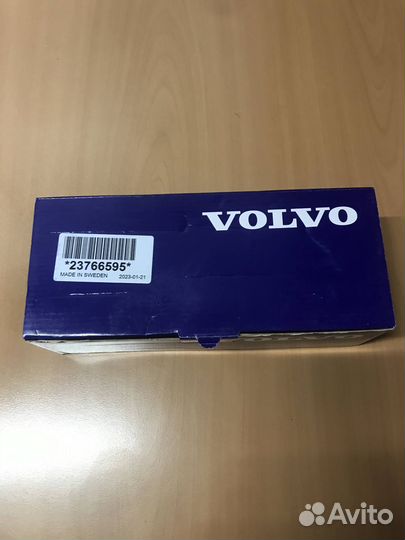 VOLVO
*23766595*
MADE IN SWEDEN 2023-01-21
Avito